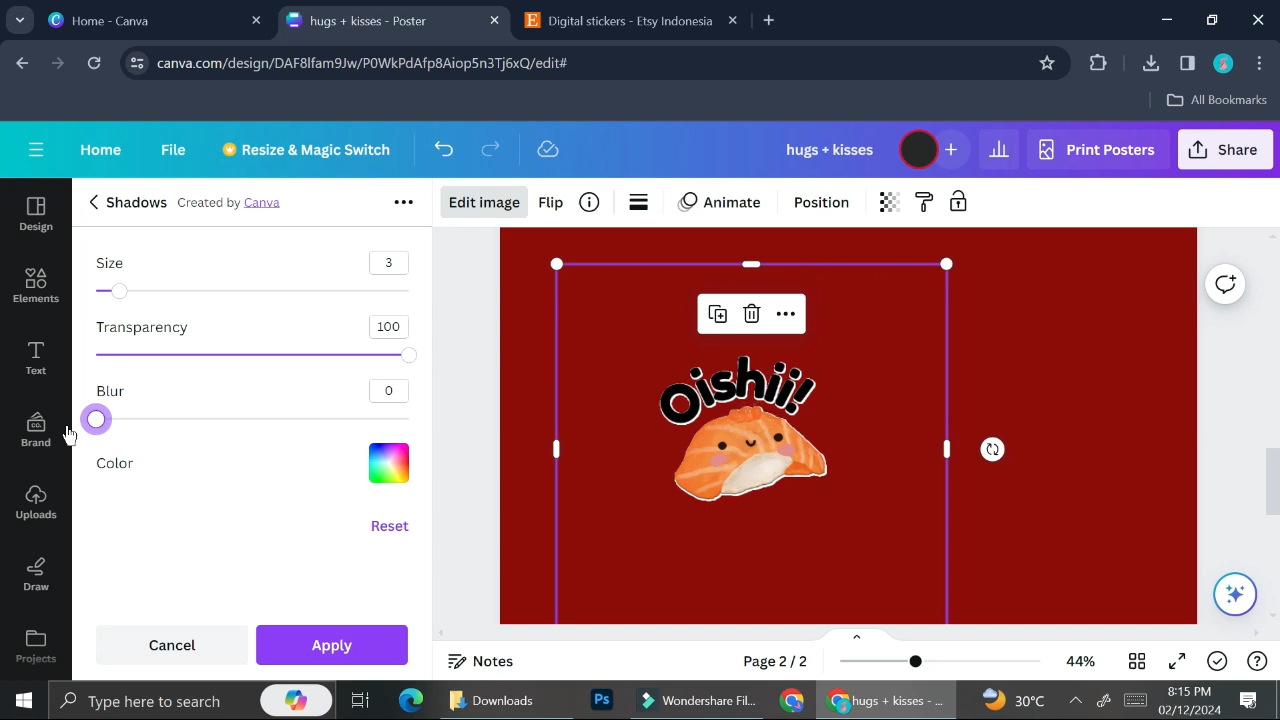 Home - Canva
hugs + kisses - Poster
Digital stickers - Etsy Indonesia
canva.com/design/DAF8lfam9Jw/P0WkPdAfp8Aiop5n3Tj6xQ/edit#
All Bookmarks
Home
File
Resize & Magic Switch
hugs + kisses
Print Posters
Share
Design
Elements
Text
Brand
Uploads
Draw
Projects
Shadows Created by Canva
Size 3
Transparency 100
Blur 0
Color
Reset
Cancel
Apply
Edit image
Flip
Animate
Position
Oishii!
Notes
Page 2 / 2
44%
Type here to search
Downloads
Ps
Wondershare Fil...
hugs + kisses - ...
30°C
8:15 PM
02/12/2024